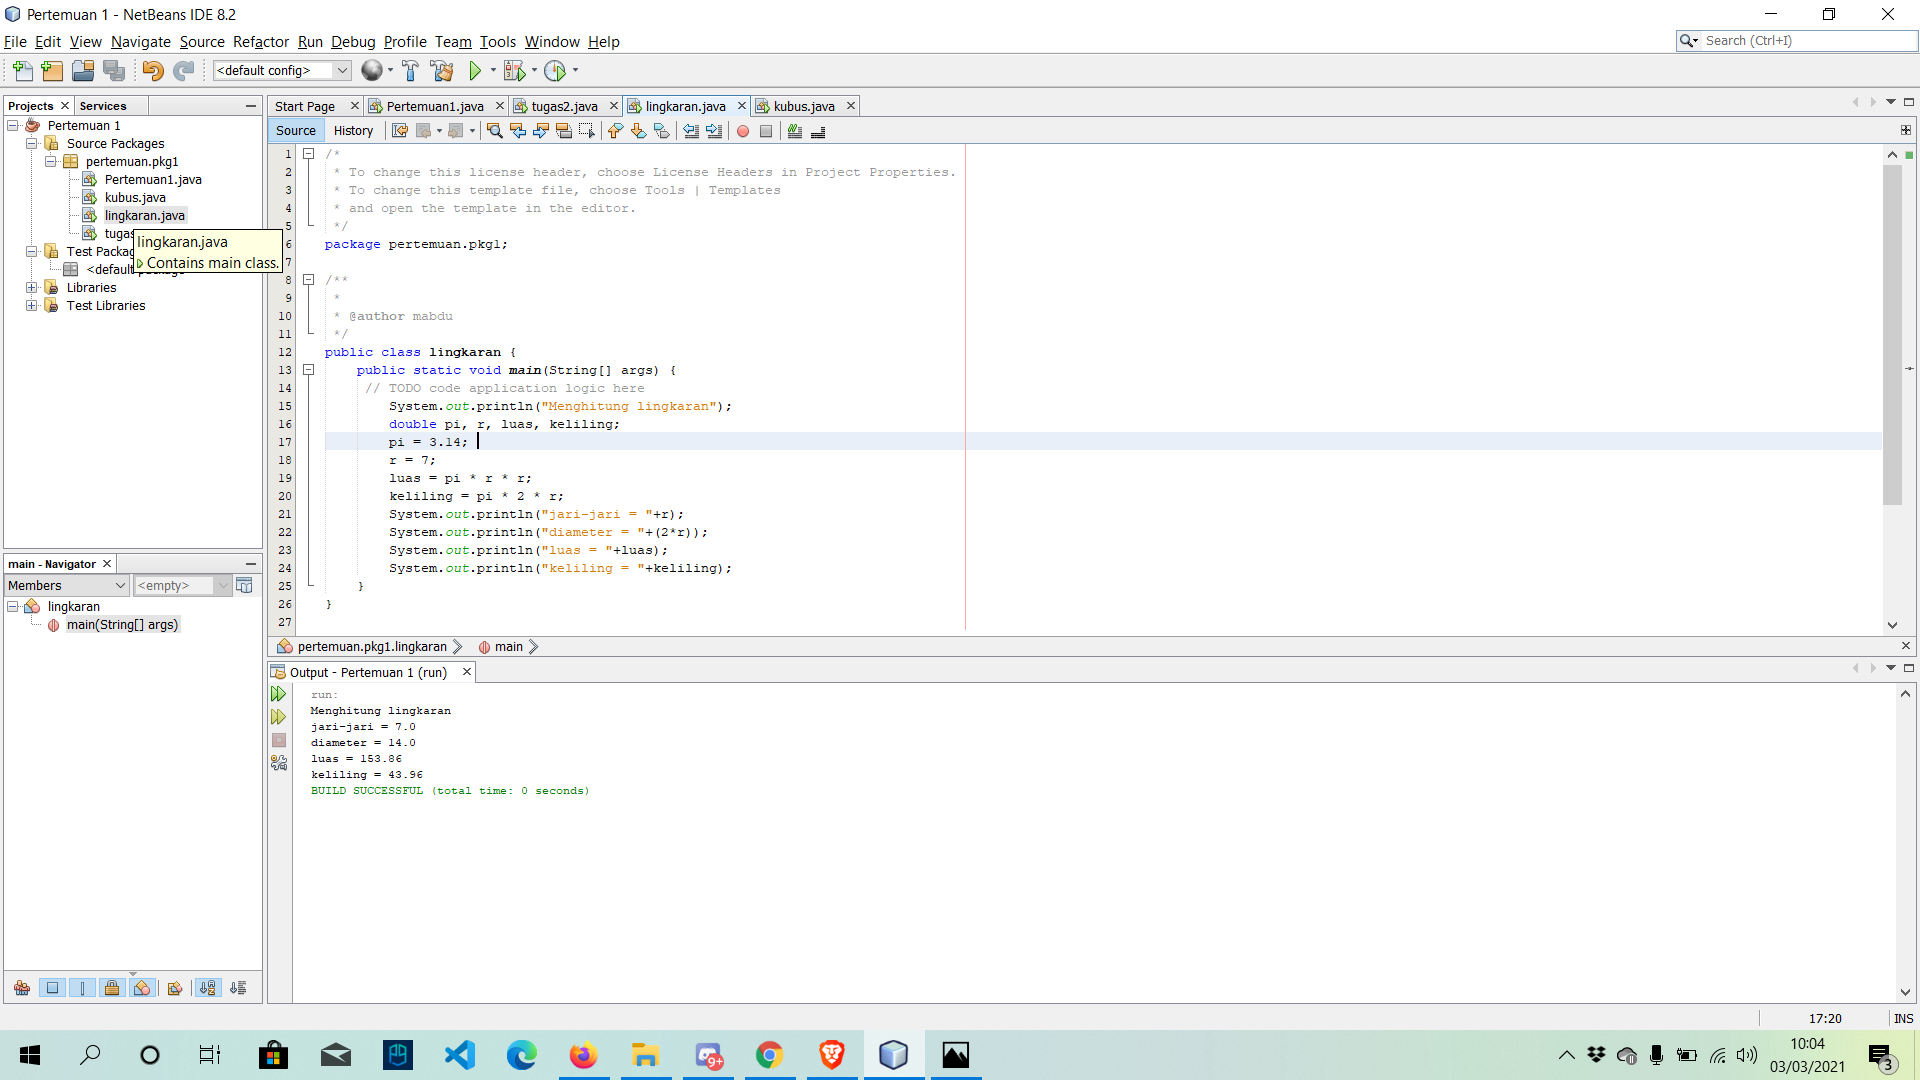 Pertemuan 1 - NetBeans IDE 8.2
File Edit View Navigate Source Refactor Run Debug Profile Team Tools Window Help
Search (Ctrl+I)
<default config>
Projects Services
Pertemuan 1
Source Packages
pertemuan.pkg1
Pertemuan1.java
kubus.java
lingkaran.java
tugas
Test Packag
<default package
Libraries
Test Libraries
lingkaran.java
Contains main class.
Start Page Pertemuan1.java tugas2.java lingkaran.java kubus.java
Source History
1 /*
2 * To change this license header, choose License Headers in Project Properties.
3 * To change this template file, choose Tools | Templates
4 * and open the template in the editor.
5 */
6 package pertemuan.pkg1;
7
8 /**
9 *
10 * @author mabdu
11 */
12 public class lingkaran {
13 public static void main(String[] args) {
14 // TODO code application logic here
15 System.out.println("Menghitung lingkaran");
16 double pi, r, luas, keliling;
17 pi = 3.14;
18 r = 7;
19 luas = pi * r * r;
20 keliling = pi * 2 * r;
21 System.out.println("jari-jari = "+r);
22 System.out.println("diameter = "+(2*r));
23 System.out.println("luas = "+luas);
24 System.out.println("keliling = "+keliling);
25 }
26 }
27
pertemuan.pkg1.lingkaran main
main - Navigator
Members <empty>
lingkaran
main(String[] args)
Output - Pertemuan 1 (run)
run:
Menghitung lingkaran
jari-jari = 7.0
diameter = 14.0
luas = 153.86
keliling = 43.96
BUILD SUCCESSFUL (total time: 0 seconds)
17:20 INS
9+
10:04
03/03/2021
3